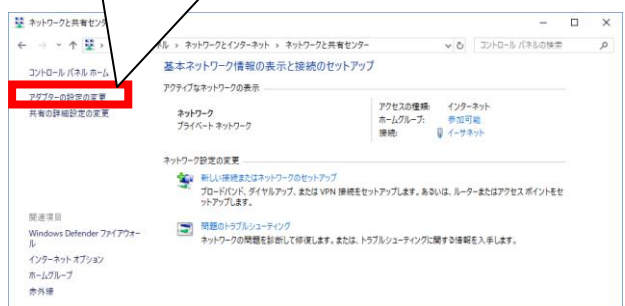 ネットワークと共有セン
ル › ネットワークとインターネット › ネットワークと共有センター
コントロール パネルの検索
コントロール パネル ホーム
アダプターの設定の変更
共有の詳細設定の変更
基本ネットワーク情報の表示と接続のセットアップ
アクティブなネットワークの表示
ネットワーク
プライベート ネットワーク
アクセスの種類: インターネット
ホームグループ: 参加可能
接続: イーサネット
ネットワーク設定の変更
新しい接続またはネットワークのセットアップ
ブロードバンド、ダイヤルアップ、または VPN 接続をセットアップします。あるいは、ルーターまたはアクセス ポイントをセ
ットアップします。
問題のトラブルシューティング
ネットワークの問題を診断して修復します。または、トラブルシューティングに関する情報を入手します。
関連項目
Windows Defender ファイアウォー
ル
インターネット オプション
ホームグループ
赤外線